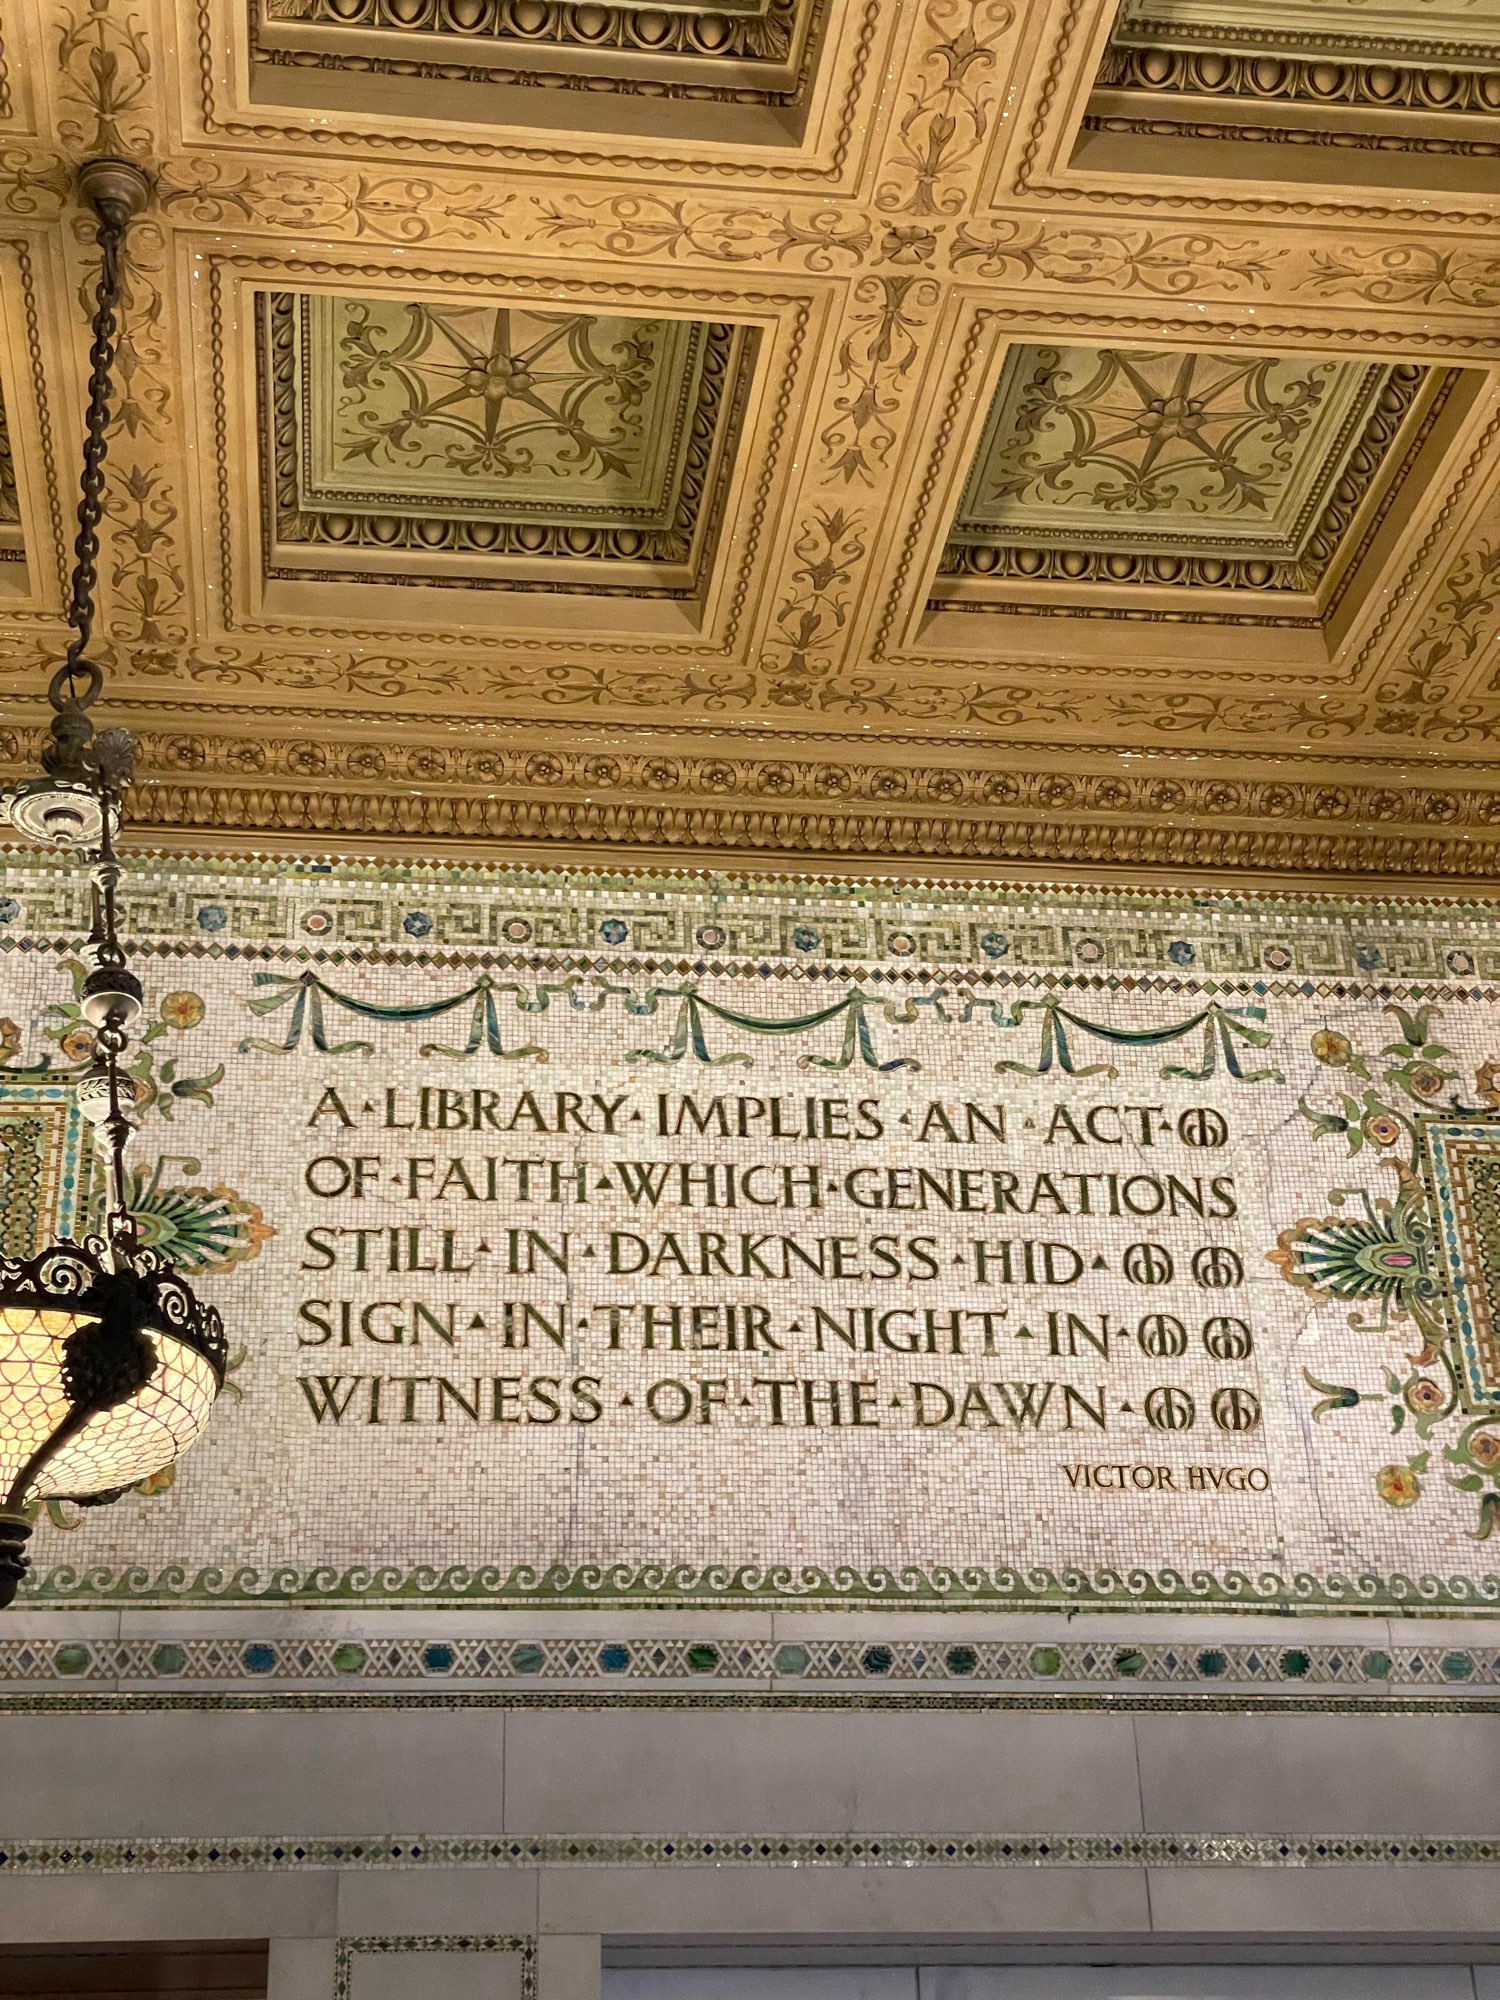 A·LIBRARY·IMPLIES·AN·ACT·
OF·FAITH·WHICH·GENERATIONS
STILL·IN·DARKNESS·HID·
SIGN·IN·THEIR·NIGHT·IN·
WITNESS·OF·THE·DAWN·
VICTOR HVGO